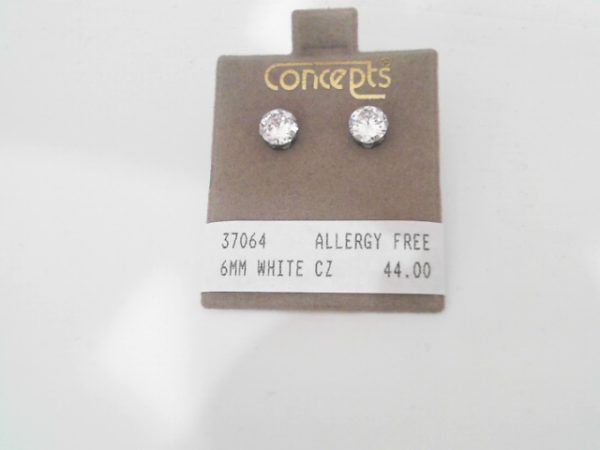 Concepts®
37064 ALLERGY FREE
6MM WHITE CZ 44.00